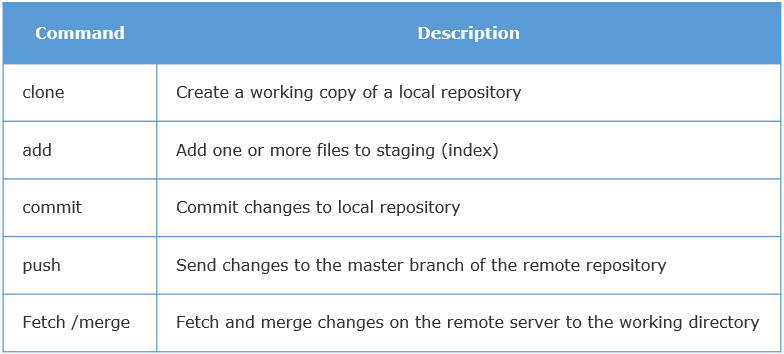 Command Description
clone Create a working copy of a local repository
add Add one or more files to staging (index)
commit Commit changes to local repository
push Send changes to the master branch of the remote repository
Fetch /merge Fetch and merge changes on the remote server to the working directory